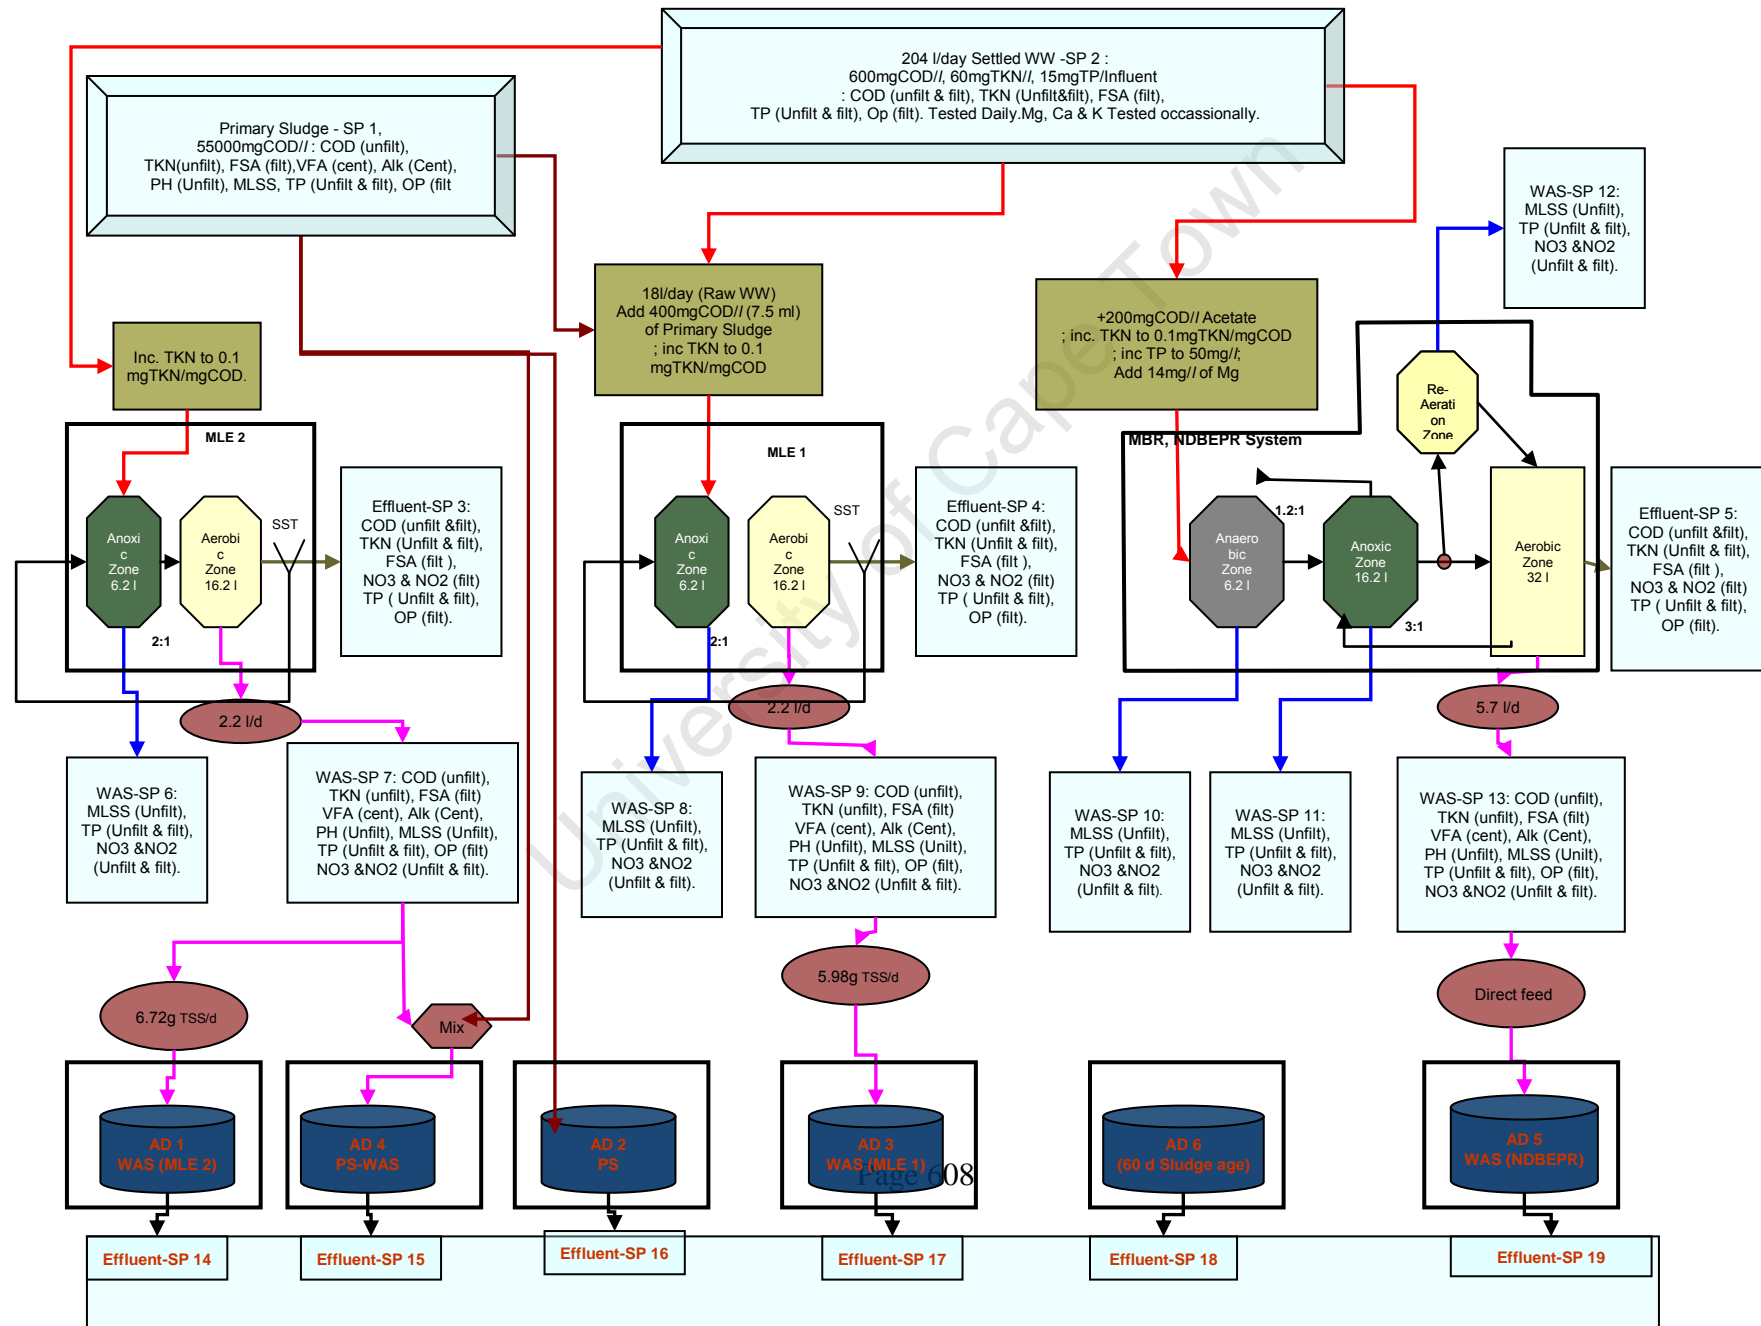 204 l/day Settled WW -SP 2 :
600mgCOD/l, 60mgTKN/l, 15mgTP/Influent
: COD (unfilt & filt), TKN (Unfilt&filt), FSA (filt),
TP (Unfilt & filt), Op (filt). Tested Daily.Mg, Ca & K Tested occassionally.
Primary Sludge - SP 1,
55000mgCOD/l : COD (unfilt),
TKN(unfilt), FSA (filt),VFA (cent), Alk (Cent),
PH (Unfilt), MLSS, TP (Unfilt & filt), OP (filt
WAS-SP 12:
MLSS (Unfilt),
TP (Unfilt & filt),
NO3 &NO2
(Unfilt & filt).
Inc. TKN to 0.1
mgTKN/mgCOD.
18l/day (Raw WW)
Add 400mgCOD/l (7.5 ml)
of Primary Sludge
; inc TKN to 0.1
mgTKN/mgCOD
+200mgCOD/l Acetate
; inc. TKN to 0.1mgTKN/mgCOD
; inc TP to 50mg/l;
Add 14mg/l of Mg
Re-
Aerati
on
Zone
MLE 2
Anoxi
c
Zone
6.2 l
Aerobi
c
Zone
16.2 l
SST
2:1
Effluent-SP 3:
COD (unfilt &filt),
TKN (Unfilt & filt),
FSA (filt ),
NO3 & NO2 (filt)
TP ( Unfilt & filt),
OP (filt).
MLE 1
Anoxi
c
Zone
6.2 l
Aerobi
c
Zone
16.2 l
SST
2:1
Effluent-SP 4:
COD (unfilt &filt),
TKN (Unfilt & filt),
FSA (filt ),
NO3 & NO2 (filt)
TP ( Unfilt & filt),
OP (filt).
MBR, NDBEPR System
Anaero
bic
Zone
6.2 l
1.2:1
Anoxic
Zone
16.2 l
3:1
Aerobic
Zone
32 l
Effluent-SP 5:
COD (unfilt &filt),
TKN (Unfilt & filt),
FSA (filt ),
NO3 & NO2 (filt)
TP ( Unfilt & filt),
OP (filt).
2.2 l/d
2.2 l/d
5.7 l/d
WAS-SP 6:
MLSS (Unfilt),
TP (Unfilt & filt),
NO3 &NO2
(Unfilt & filt).
WAS-SP 7: COD (unfilt),
TKN (unfilt), FSA (filt)
VFA (cent), Alk (Cent),
PH (Unfilt), MLSS (Unfilt),
TP (Unfilt & filt), OP (filt)
NO3 &NO2 (Unfilt & filt).
WAS-SP 8:
MLSS (Unfilt),
TP (Unfilt & filt),
NO3 &NO2
(Unfilt & filt).
WAS-SP 9: COD (unfilt),
TKN (unfilt), FSA (filt)
VFA (cent), Alk (Cent),
PH (Unfilt), MLSS (Unilt),
TP (Unfilt & filt), OP (filt),
NO3 &NO2 (Unfilt & filt).
WAS-SP 10:
MLSS (Unfilt),
TP (Unfilt & filt),
NO3 &NO2
(Unfilt & filt).
WAS-SP 11:
MLSS (Unfilt),
TP (Unfilt & filt),
NO3 &NO2
(Unfilt & filt).
WAS-SP 13: COD (unfilt),
TKN (unfilt), FSA (filt)
VFA (cent), Alk (Cent),
PH (Unfilt), MLSS (Unilt),
TP (Unfilt & filt), OP (filt),
NO3 &NO2 (Unfilt & filt).
6.72g TSS/d
Mix
5.98g TSS/d
Direct feed
AD 1
WAS (MLE 2)
AD 4
PS-WAS
AD 2
PS
AD 3
WAS (MLE 1)
AD 6
(60 d Sludge age)
AD 5
WAS (NDBEPR)
Page 608
Effluent-SP 14
Effluent-SP 15
Effluent-SP 16
Effluent-SP 17
Effluent-SP 18
Effluent-SP 19
University of Cape Town